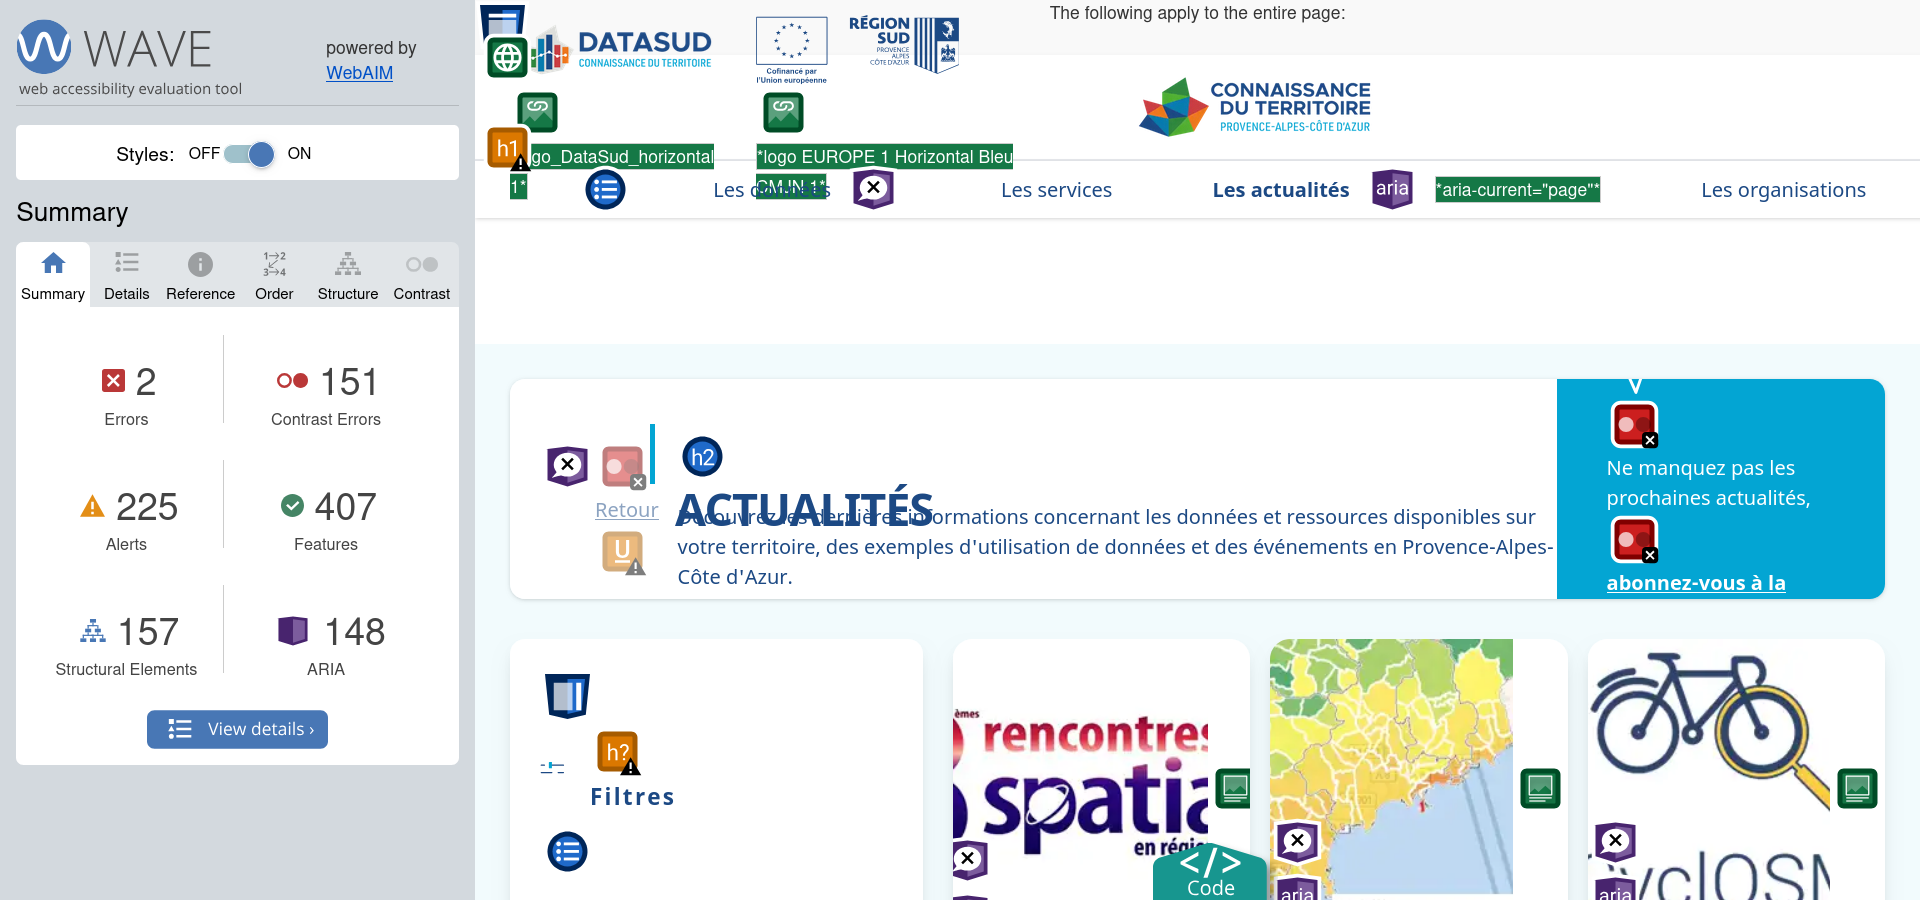 WAVE
powered by
WebAIM
web accessibility evaluation tool
Styles: OFF ON
Summary
Summary Details Reference Order Structure Contrast
2
Errors
151
Contrast Errors
225
Alerts
407
Features
157
Structural Elements
148
ARIA
View details ›
The following apply to the entire page:
DATASUD
CONNAISSANCE DU TERRITOIRE
Cofinancé par
l'Union européenne
RÉGION
SUD
PROVENCE
ALPES
CÔTE D'AZUR
CONNAISSANCE
DU TERRITOIRE
PROVENCE-ALPES-CÔTE D'AZUR
h1
go_DataSud_horizontal
1*
*logo EUROPE 1 Horizontal Bleu
CM JN 1*
Les données
Les services
Les actualités
aria
*aria-current="page"*
Les organisations
Retour
U
h2
ACTUALITÉS
Découvrez les dernières informations concernant les données et ressources disponibles sur
votre territoire, des exemples d'utilisation de données et des événements en Provence-Alpes-
Côte d'Azur.
Ne manquez pas les
prochaines actualités,
abonnez-vous à la
h?
Filtres
èmes
rencontres
spatia
en régio
</>
Code
aria
aria
yclOSM